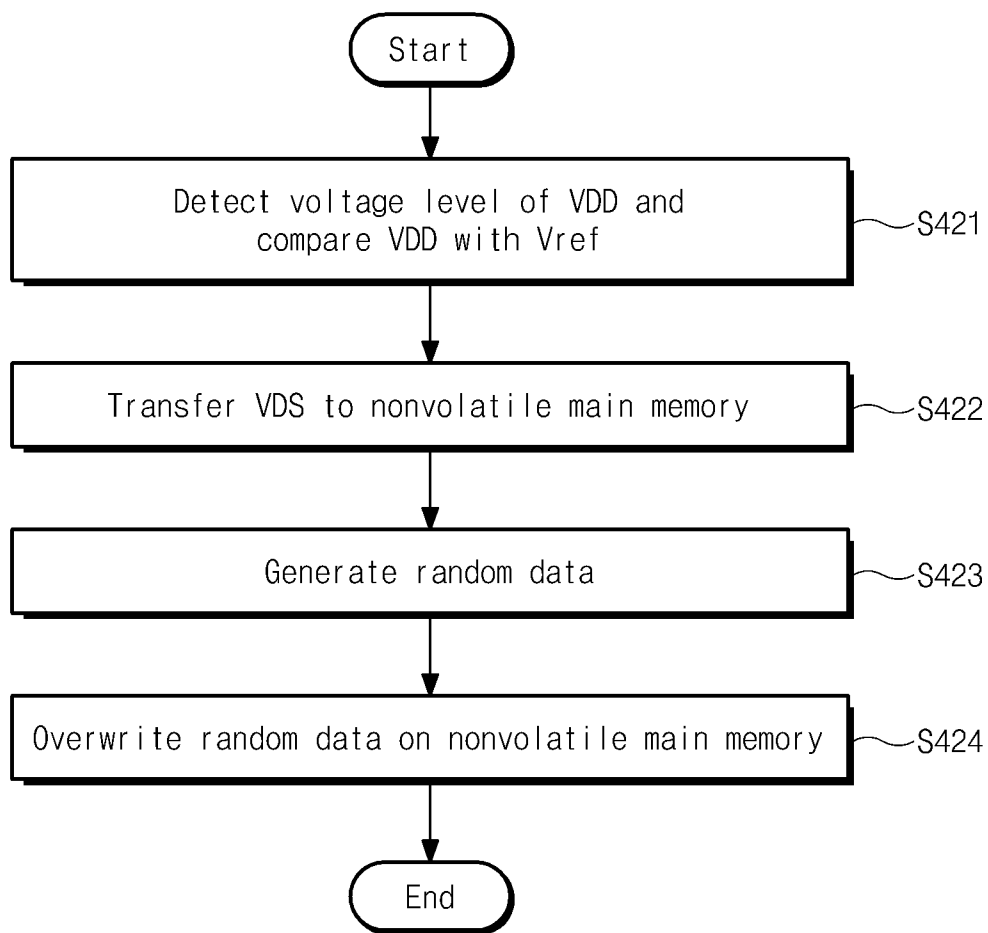 Start
Detect voltage level of VDD and
compare VDD with Vref
S421
Transfer VDS to nonvolatile main memory
S422
Generate random data
S423
Overwrite random data on nonvolatile main memory
S424
End